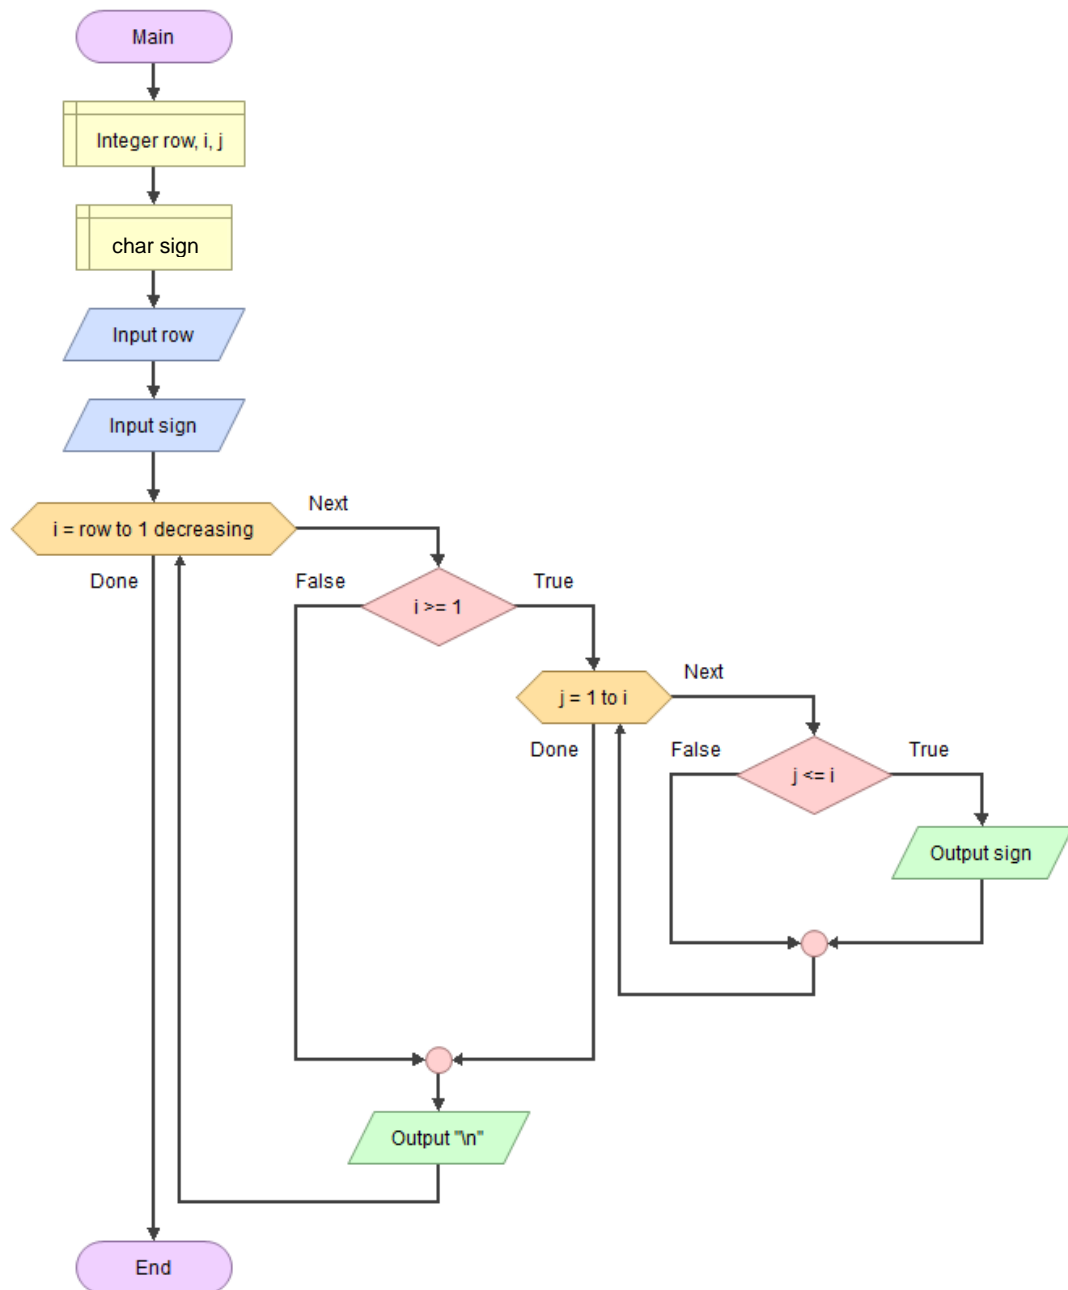 Main
Integer row, i, j
char sign
Input row
Input sign
i = row to 1 decreasing
Next
Done
False
i >= 1
True
j = 1 to i
Next
Done
False
j <= i
True
Output sign
Output "\n"
End